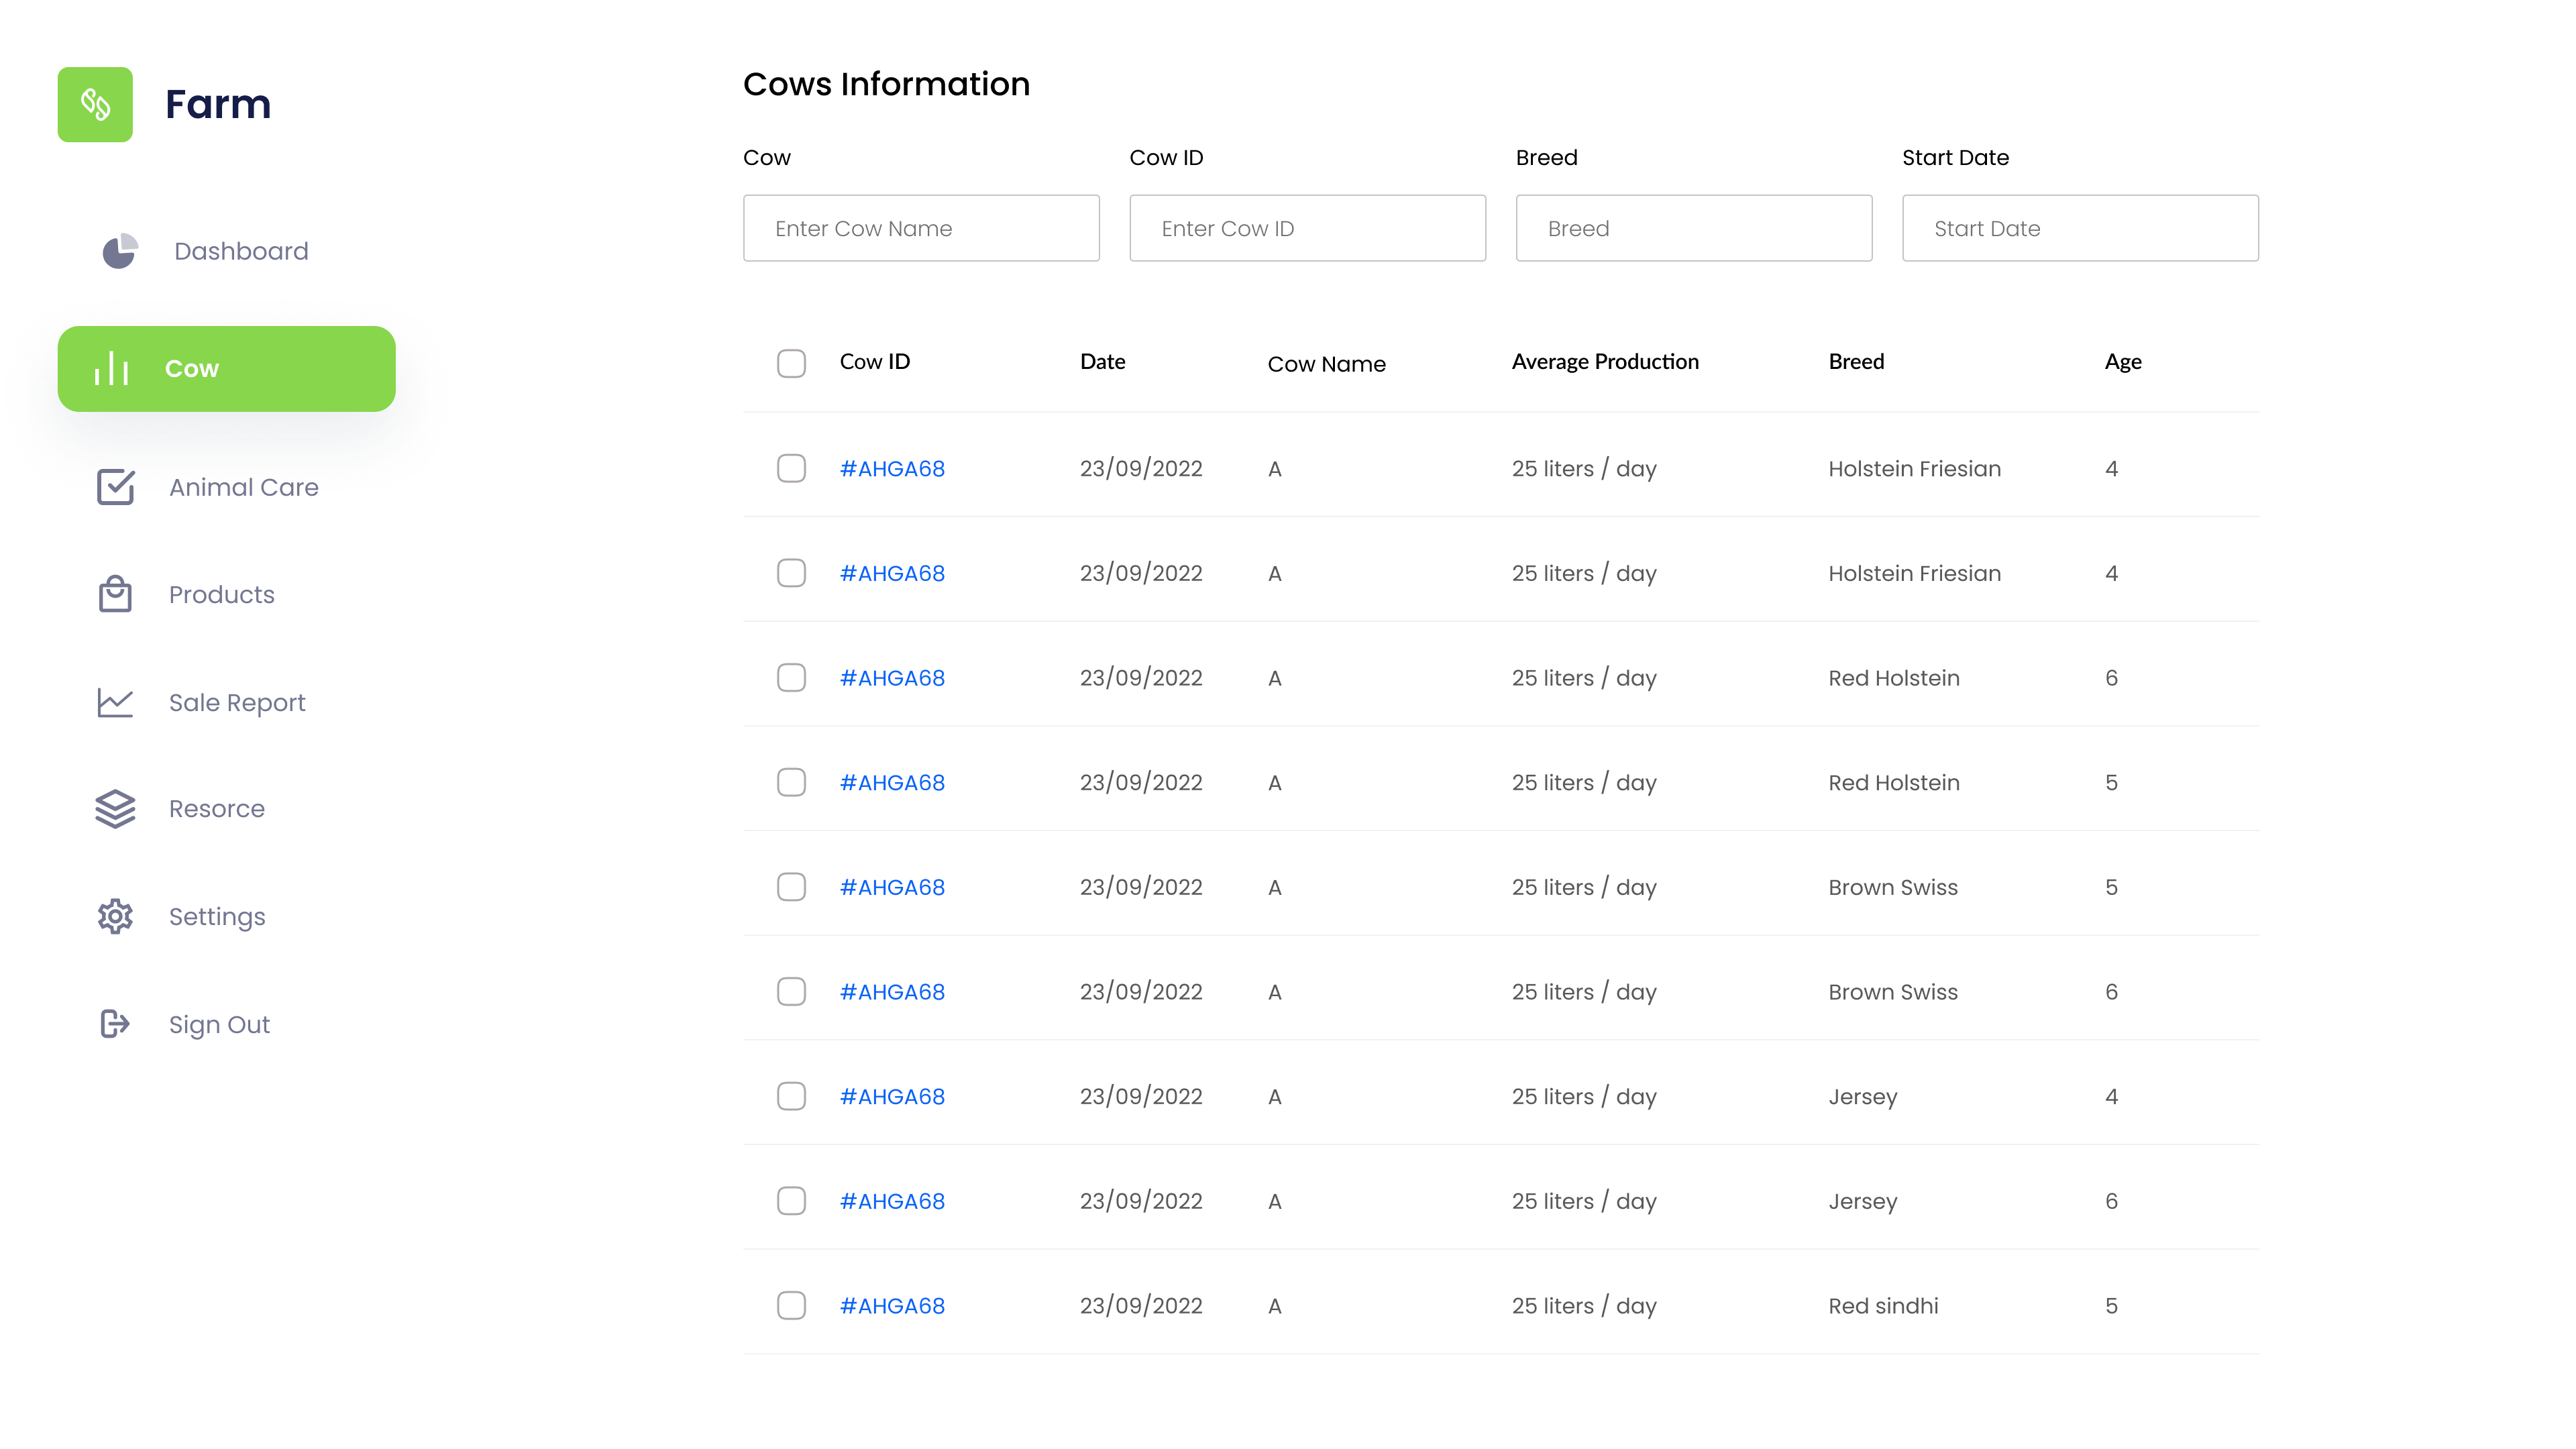 Farm
Dashboard
Cow
Animal Care
Products
Sale Report
Resorce
Settings
Sign Out
Cows Information
Cow Cow ID Breed Start Date
Enter Cow Name Enter Cow ID Breed Start Date
Cow ID Date Cow Name Average Production Breed Age
#AHGA68 23/09/2022 A 25 liters / day Holstein Friesian 4
#AHGA68 23/09/2022 A 25 liters / day Holstein Friesian 4
#AHGA68 23/09/2022 A 25 liters / day Red Holstein 6
#AHGA68 23/09/2022 A 25 liters / day Red Holstein 5
#AHGA68 23/09/2022 A 25 liters / day Brown Swiss 5
#AHGA68 23/09/2022 A 25 liters / day Brown Swiss 6
#AHGA68 23/09/2022 A 25 liters / day Jersey 4
#AHGA68 23/09/2022 A 25 liters / day Jersey 6
#AHGA68 23/09/2022 A 25 liters / day Red sindhi 5